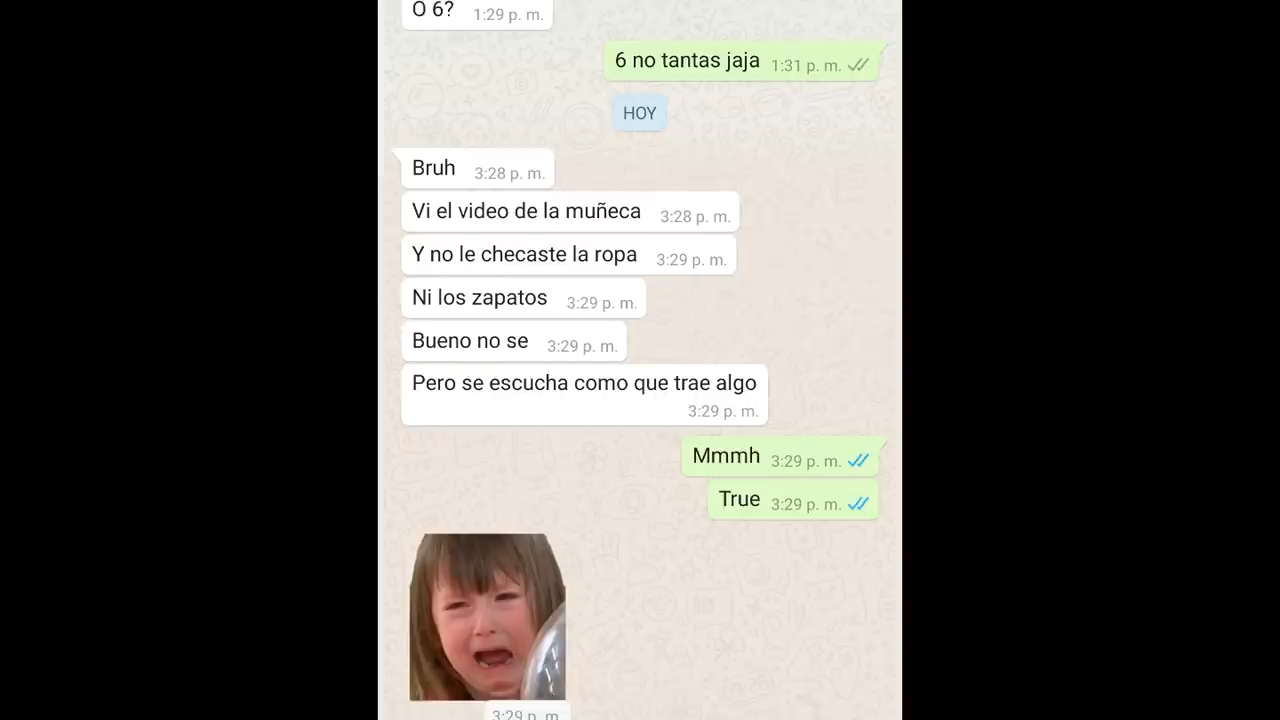 O 6? 1:29 p. m.
6 no tantas jaja 1:31 p. m.
HOY
Bruh 3:28 p. m.
Vi el video de la muñeca 3:28 p. m.
Y no le checaste la ropa 3:29 p. m.
Ni los zapatos 3:29 p. m.
Bueno no se 3:29 p. m.
Pero se escucha como que trae algo
3:29 p. m.
Mmmh 3:29 p. m.
True 3:29 p. m.
3:29 p. m.